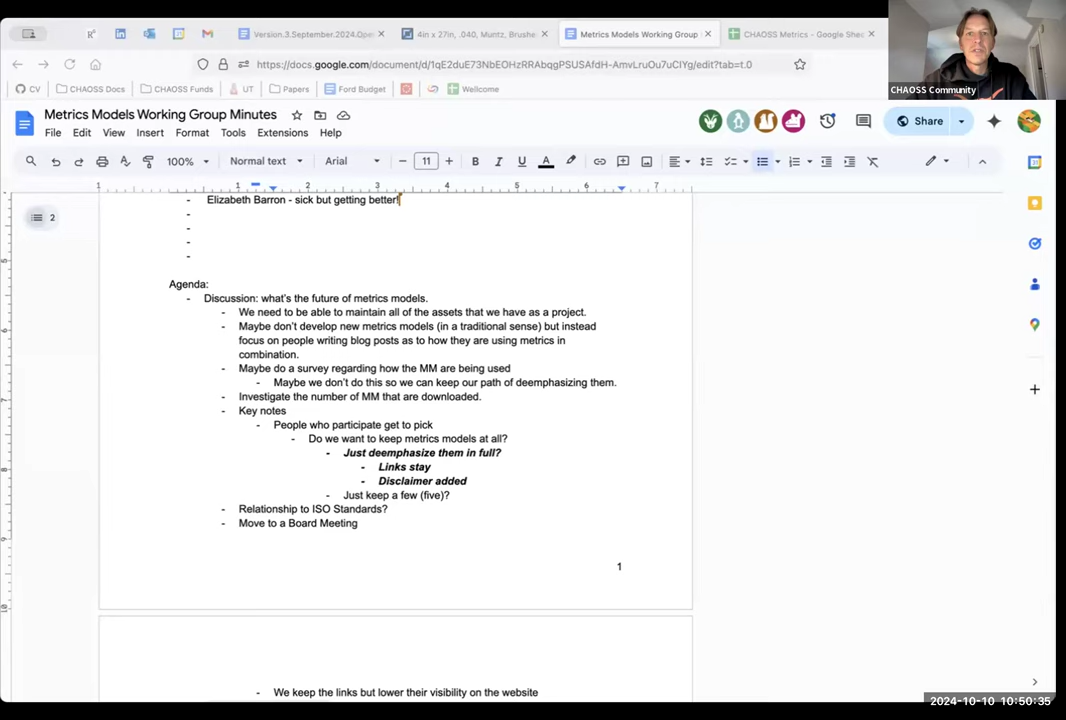 Version.3.September.2024.Ope
4in x 27in, .040, Muntz, Brushe
Metrics Models Working Group
CHAOSS Metrics - Google Shee
https://docs.google.com/document/d/1qE2duE73NbEOHzRRAbqgPSUSAfdH-AmvLruOu7uCIYg/edit?tab=t.0
CV
CHAOSS Docs
CHAOSS Funds
UT
Papers
Ford Budget
Wellcome
CHAOSS Community
Metrics Models Working Group Minutes
File Edit View Insert Format Tools Extensions Help
Share
100%
Normal text
Arial
11
B I U A
1 1 2 3 4 5 6 7
2
- Elizabeth Barron - sick but getting better!
-
-
-
-
Agenda:
- Discussion: what's the future of metrics models.
- We need to be able to maintain all of the assets that we have as a project.
- Maybe don't develop new metrics models (in a traditional sense) but instead
focus on people writing blog posts as to how they are using metrics in
combination.
- Maybe do a survey regarding how the MM are being used
- Maybe we don't do this so we can keep our path of deemphasizing them.
- Investigate the number of MM that are downloaded.
- Key notes
- People who participate get to pick
- Do we want to keep metrics models at all?
- Just deemphasize them in full?
- Links stay
- Disclaimer added
- Just keep a few (five)?
- Relationship to ISO Standards?
- Move to a Board Meeting
1
- We keep the links but lower their visibility on the website
2024-10-10 10:50:35